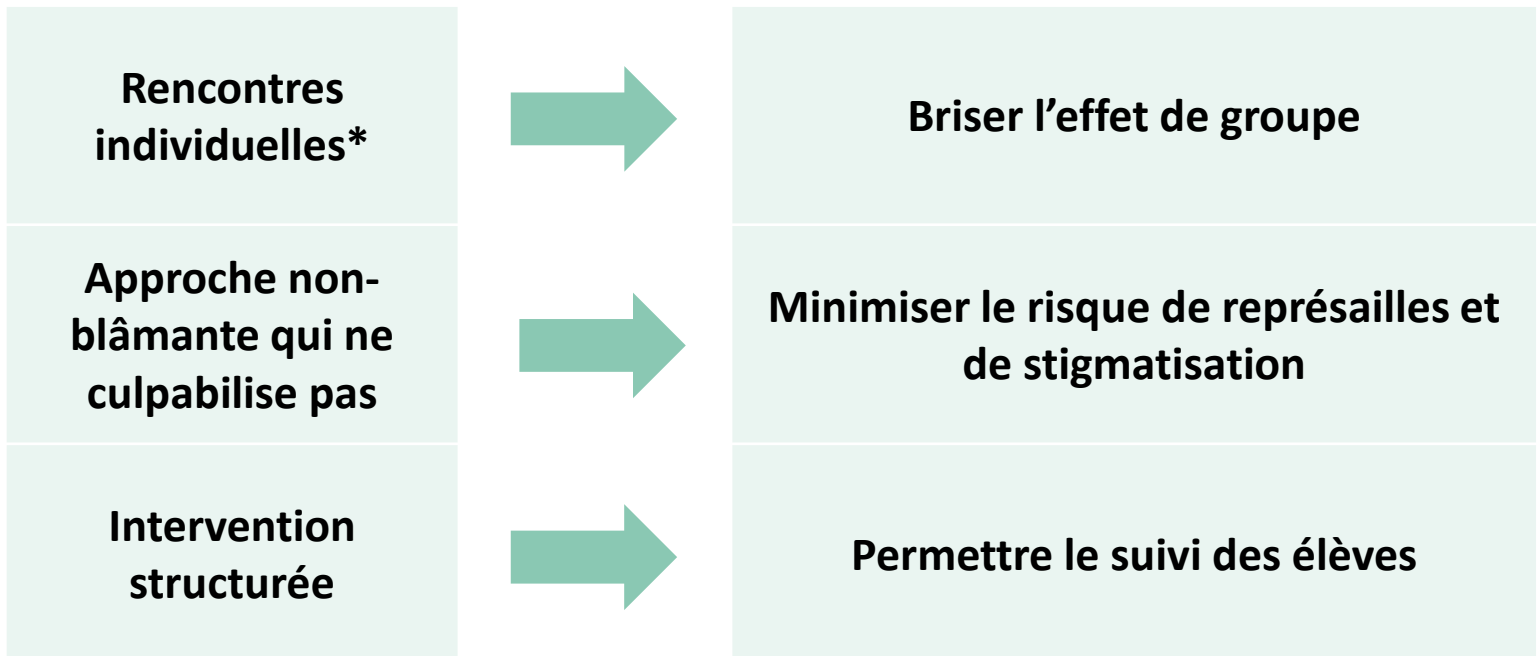 Rencontres
individuelles*
Briser l’effet de groupe
Approche non-
blâmante qui ne
culpabilise pas
Minimiser le risque de représailles et
de stigmatisation
Intervention
structurée
Permettre le suivi des élèves